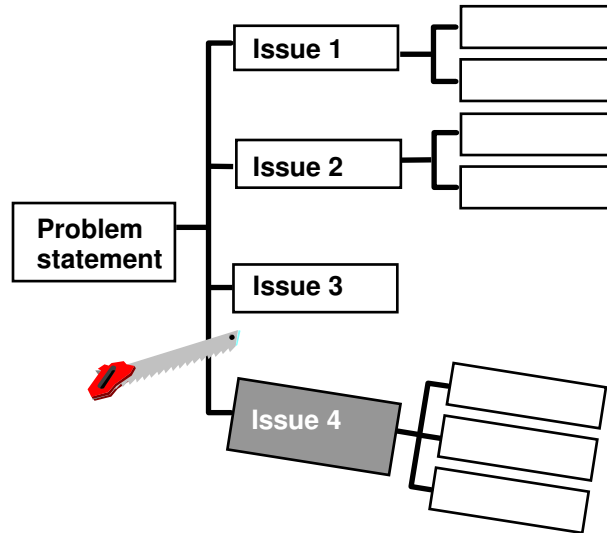 Issue 1
Issue 2
Problem
statement
Issue 3
Issue 4